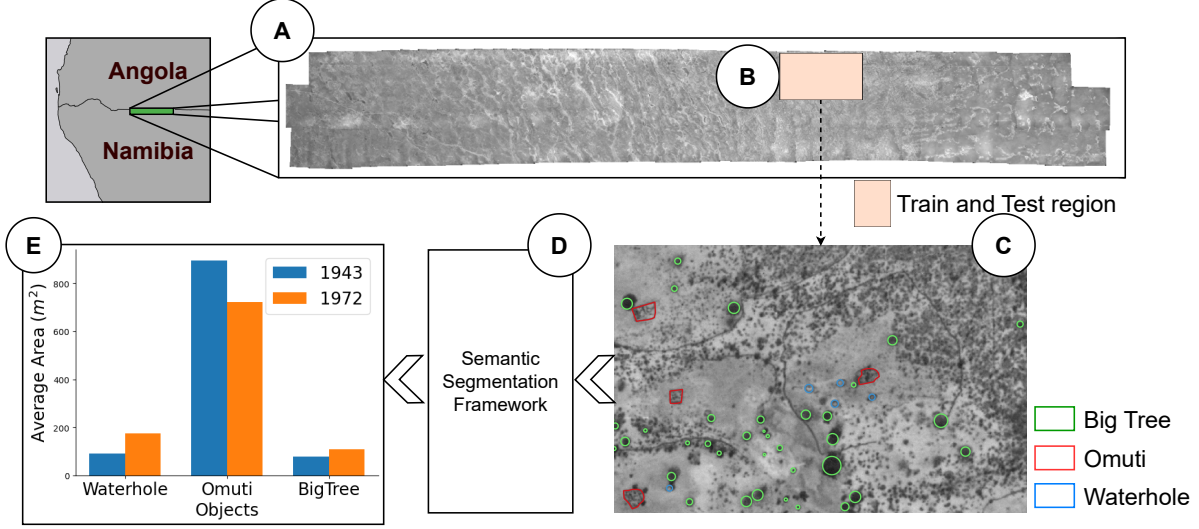 A
Angola
Namibia
B
Train and Test region
C
Big Tree
Omuti
Waterhole
D
Semantic
Segmentation
Framework
E
1943
1972
Average Area (m²)
800
600
400
200
0
Waterhole Omuti BigTree
Objects